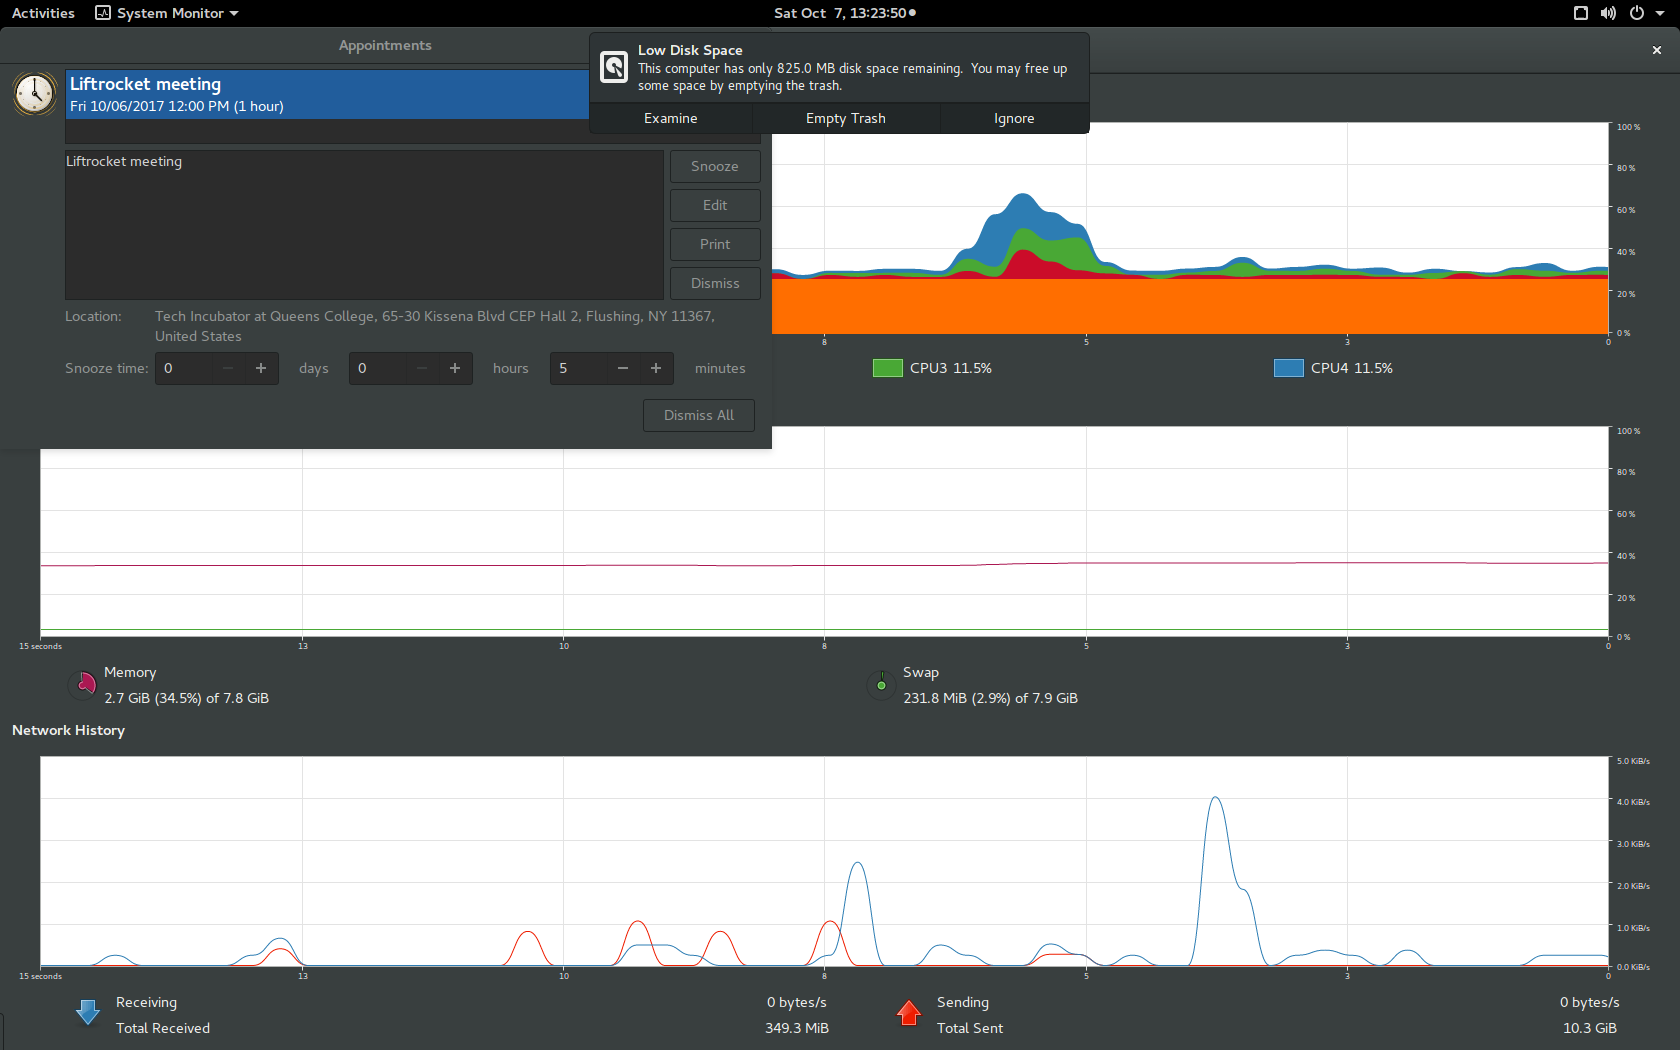 Activities
System Monitor
Sat Oct  7, 13:23:50
Appointments
Liftrocket meeting
Fri 10/06/2017 12:00 PM (1 hour)
Low Disk Space
This computer has only 825.0 MB disk space remaining.  You may free up
some space by emptying the trash.
Examine
Empty Trash
Ignore
Liftrocket meeting
Snooze
Edit
Print
Dismiss
Location:
Tech Incubator at Queens College, 65-30 Kissena Blvd CEP Hall 2, Flushing, NY 11367,
United States
Snooze time:
0
days
0
hours
5
minutes
Dismiss All
100 %
80 %
60 %
40 %
20 %
0 %
8
5
3
0
CPU3 11.5%
CPU4 11.5%
100 %
80 %
60 %
40 %
20 %
0 %
15 seconds
13
10
8
5
3
0
Memory
2.7 GiB (34.5%) of 7.8 GiB
Swap
231.8 MiB (2.9%) of 7.9 GiB
Network History
5.0 KiB/s
4.0 KiB/s
3.0 KiB/s
2.0 KiB/s
1.0 KiB/s
0.0 KiB/s
15 seconds
13
10
8
5
3
0
Receiving
0 bytes/s
Total Received
349.3 MiB
Sending
0 bytes/s
Total Sent
10.3 GiB